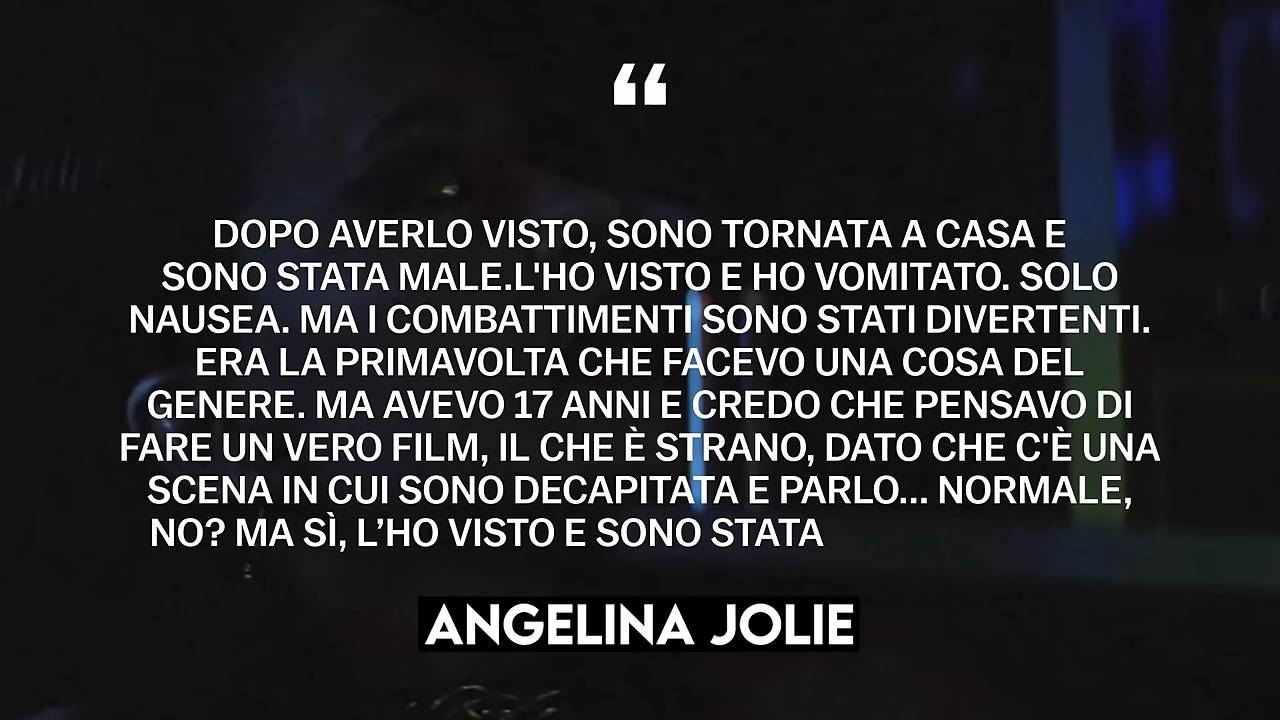 “
DOPO AVERLO VISTO, SONO TORNATA A CASA E
SONO STATA MALE.L'HO VISTO E HO VOMITATO. SOLO
NAUSEA. MA I COMBATTIMENTI SONO STATI DIVERTENTI.
ERA LA PRIMAVOLTA CHE FACEVO UNA COSA DEL
GENERE. MA AVEVO 17 ANNI E CREDO CHE PENSAVO DI
FARE UN VERO FILM, IL CHE È STRANO, DATO CHE C'È UNA
SCENA IN CUI SONO DECAPITATA E PARLO... NORMALE,
NO? MA SÌ, L’HO VISTO E SONO STATA
ANGELINA JOLIE